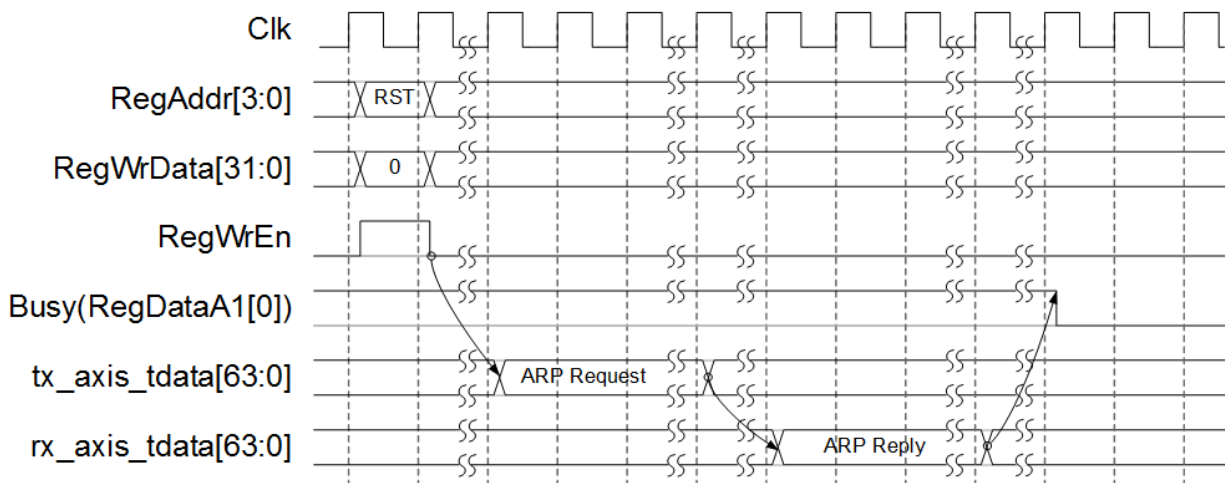 Clk
RegAddr[3:0]
RST
RegWrData[31:0]
0
RegWrEn
Busy(RegDataA1[0])
tx_axis_tdata[63:0]
ARP Request
rx_axis_tdata[63:0]
ARP Reply